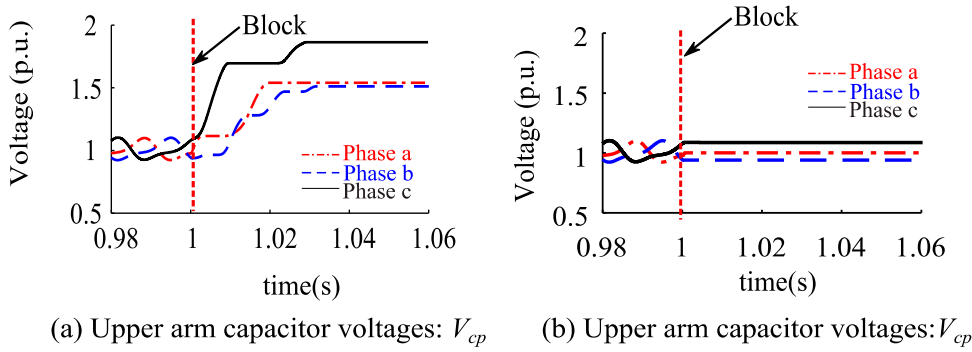 2
Block
1.5
1
0.5
Voltage (p.u.)
Phase a
Phase b
Phase c
0.98
1
1.02
1.04
1.06
time(s)
(a) Upper arm capacitor voltages: Vcp
2
Block
1.5
1
0.5
Voltage (p.u.)
Phase a
Phase b
Phase c
0.98
1
1.02
1.04
1.06
time(s)
(b) Upper arm capacitor voltages:Vcp